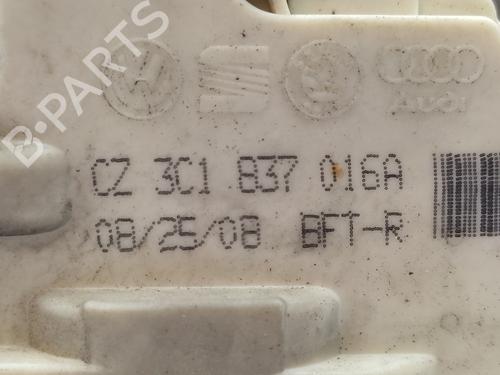 B-PARTS
AUDI
CZ 3C1 837 016A
08/25/08 BFT-R